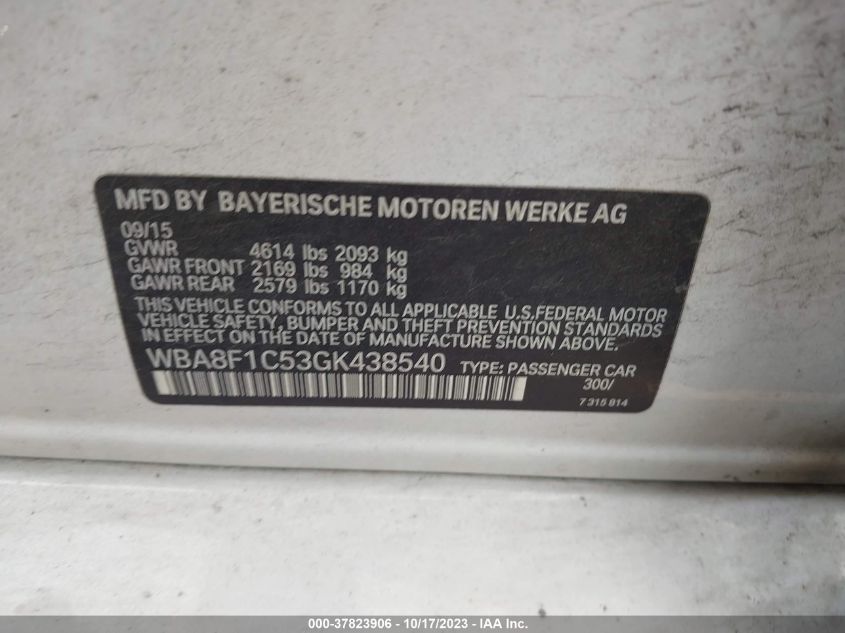 MFD BY BAYERISCHE MOTOREN WERKE AG
09/15
GVWR 4614 lbs 2093 kg
GAWR FRONT 2169 lbs 984 kg
GAWR REAR 2579 lbs 1170 kg
THIS VEHICLE CONFORMS TO ALL APPLICABLE U.S.FEDERAL MOTOR
VEHICLE SAFETY, BUMPER AND THEFT PREVENTION STANDARDS
IN EFFECT ON THE DATE OF MANUFACTURE SHOWN ABOVE.
WBA8F1C53GK438540 TYPE: PASSENGER CAR
300/
7 315 814
000-37823906 - 10/17/2023 - IAA Inc.